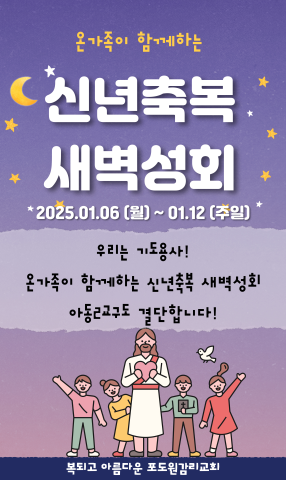 온가족이 함께하는
신년축복
새벽성회
*2025.01.06 (월) ~ 01.12 (주일)
우리는 기도용사!
온가족이 함께하는 신년축복 새벽성회
아동2교구도 결단합니다!
복되고 아름다운 포도원감리교회